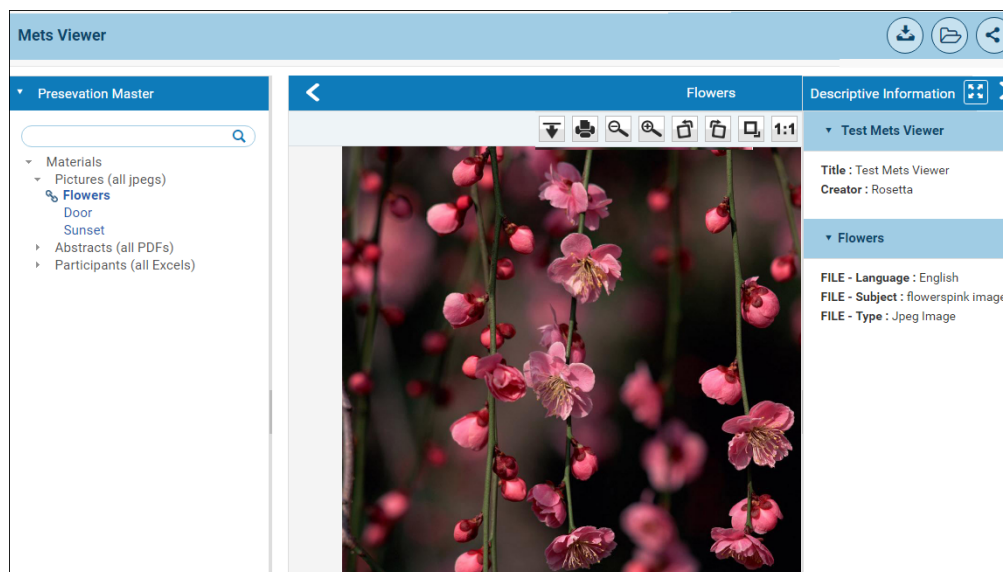 Mets Viewer
Presevation Master
Flowers
Descriptive Information
Materials
Pictures (all jpegs)
Flowers
Door
Sunset
Abstracts (all PDFs)
Participants (all Excels)
1:1
Test Mets Viewer
Title : Test Mets Viewer
Creator : Rosetta
Flowers
FILE - Language : English
FILE - Subject : flowerspink image
FILE - Type : Jpeg Image